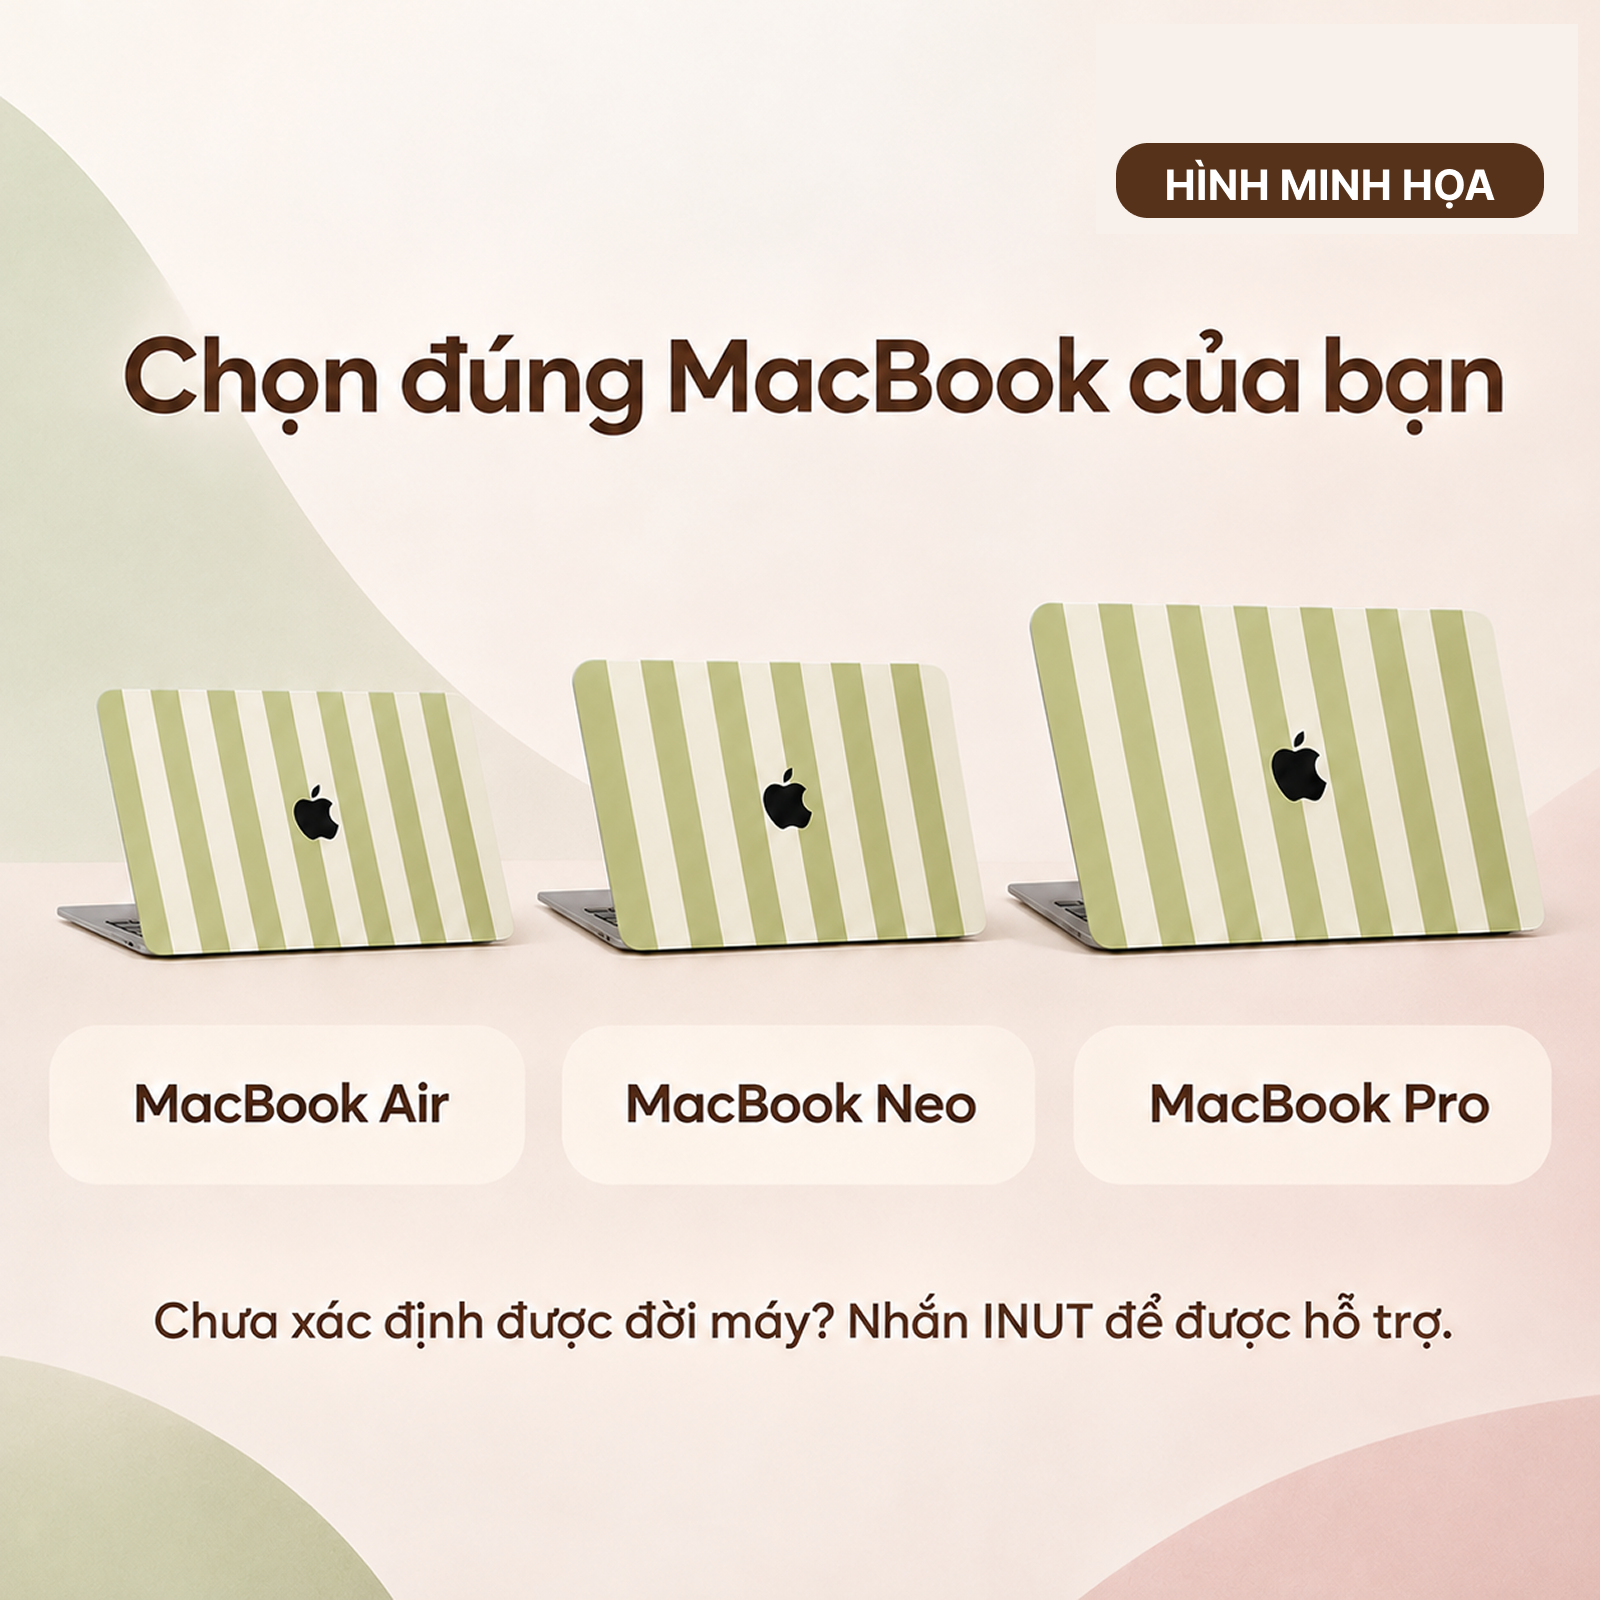 HÌNH MINH HỌA
Chọn đúng MacBook của bạn
MacBook Air
MacBook Neo
MacBook Pro
Chưa xác định được đời máy? Nhắn INUT để được hỗ trợ.